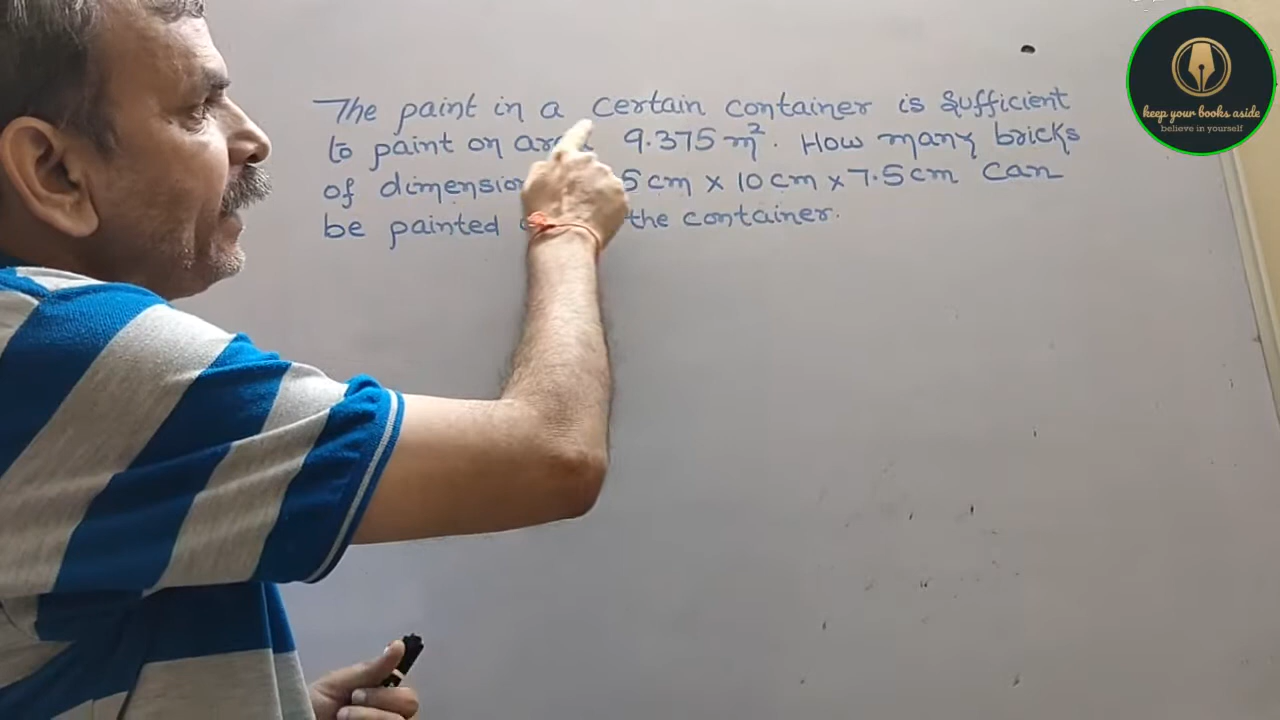 The paint in a certain container is sufficient
to paint on 9.375 m². How many bricks
of 5 cm x 10 cm x 7.5 cm can
be painted the container.
keep your books aside
believe in yourself